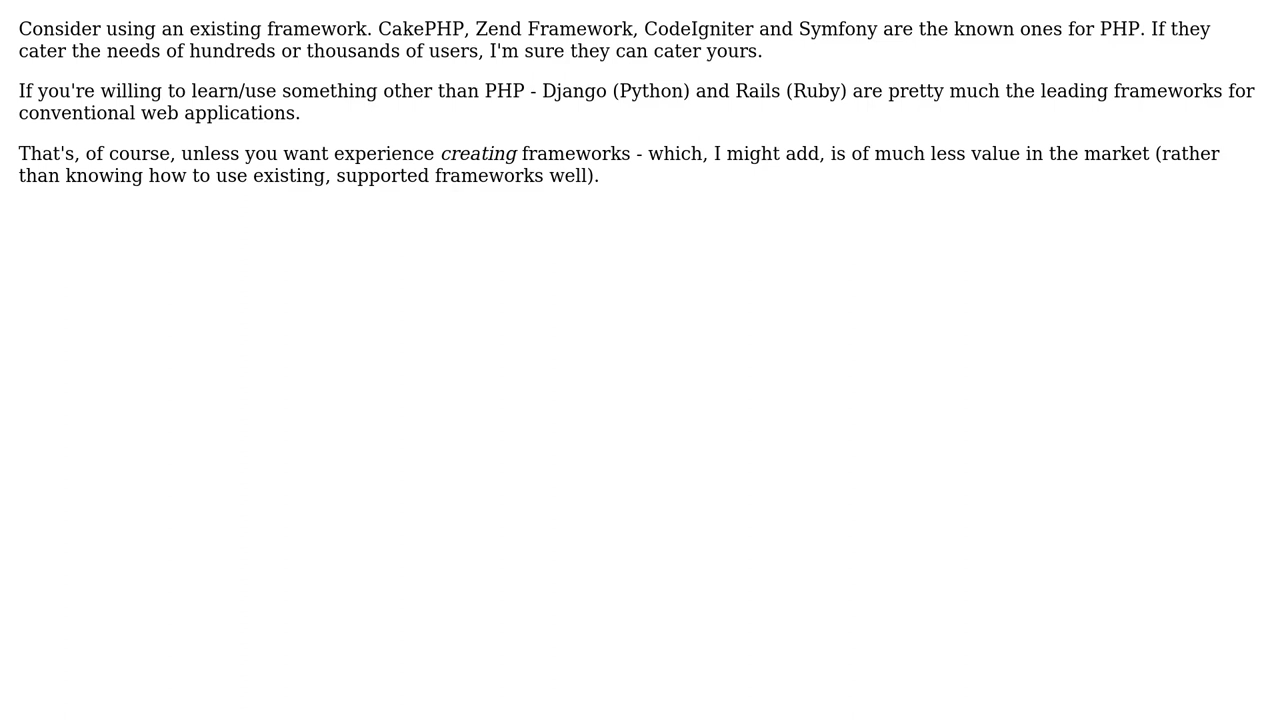 Consider using an existing framework. CakePHP, Zend Framework, CodeIgniter and Symfony are the known ones for PHP. If they
cater the needs of hundreds or thousands of users, I'm sure they can cater yours.
If you're willing to learn/use something other than PHP - Django (Python) and Rails (Ruby) are pretty much the leading frameworks for
conventional web applications.
That's, of course, unless you want experience creating frameworks - which, I might add, is of much less value in the market (rather
than knowing how to use existing, supported frameworks well).